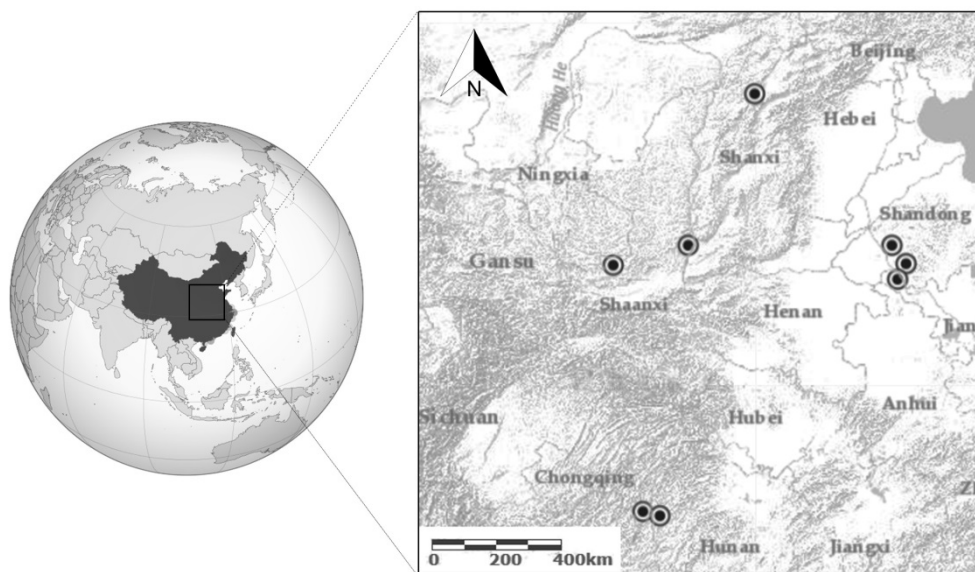 N
Huang He
Beijing
Hebei
Shanxi
Ningxia
Shandong
Gansu
Shaanxi
Henan
Jian
Anhui
Sichuan
Hubei
Chongqing
Z
Hunan
Jiangxi
0 200 400km